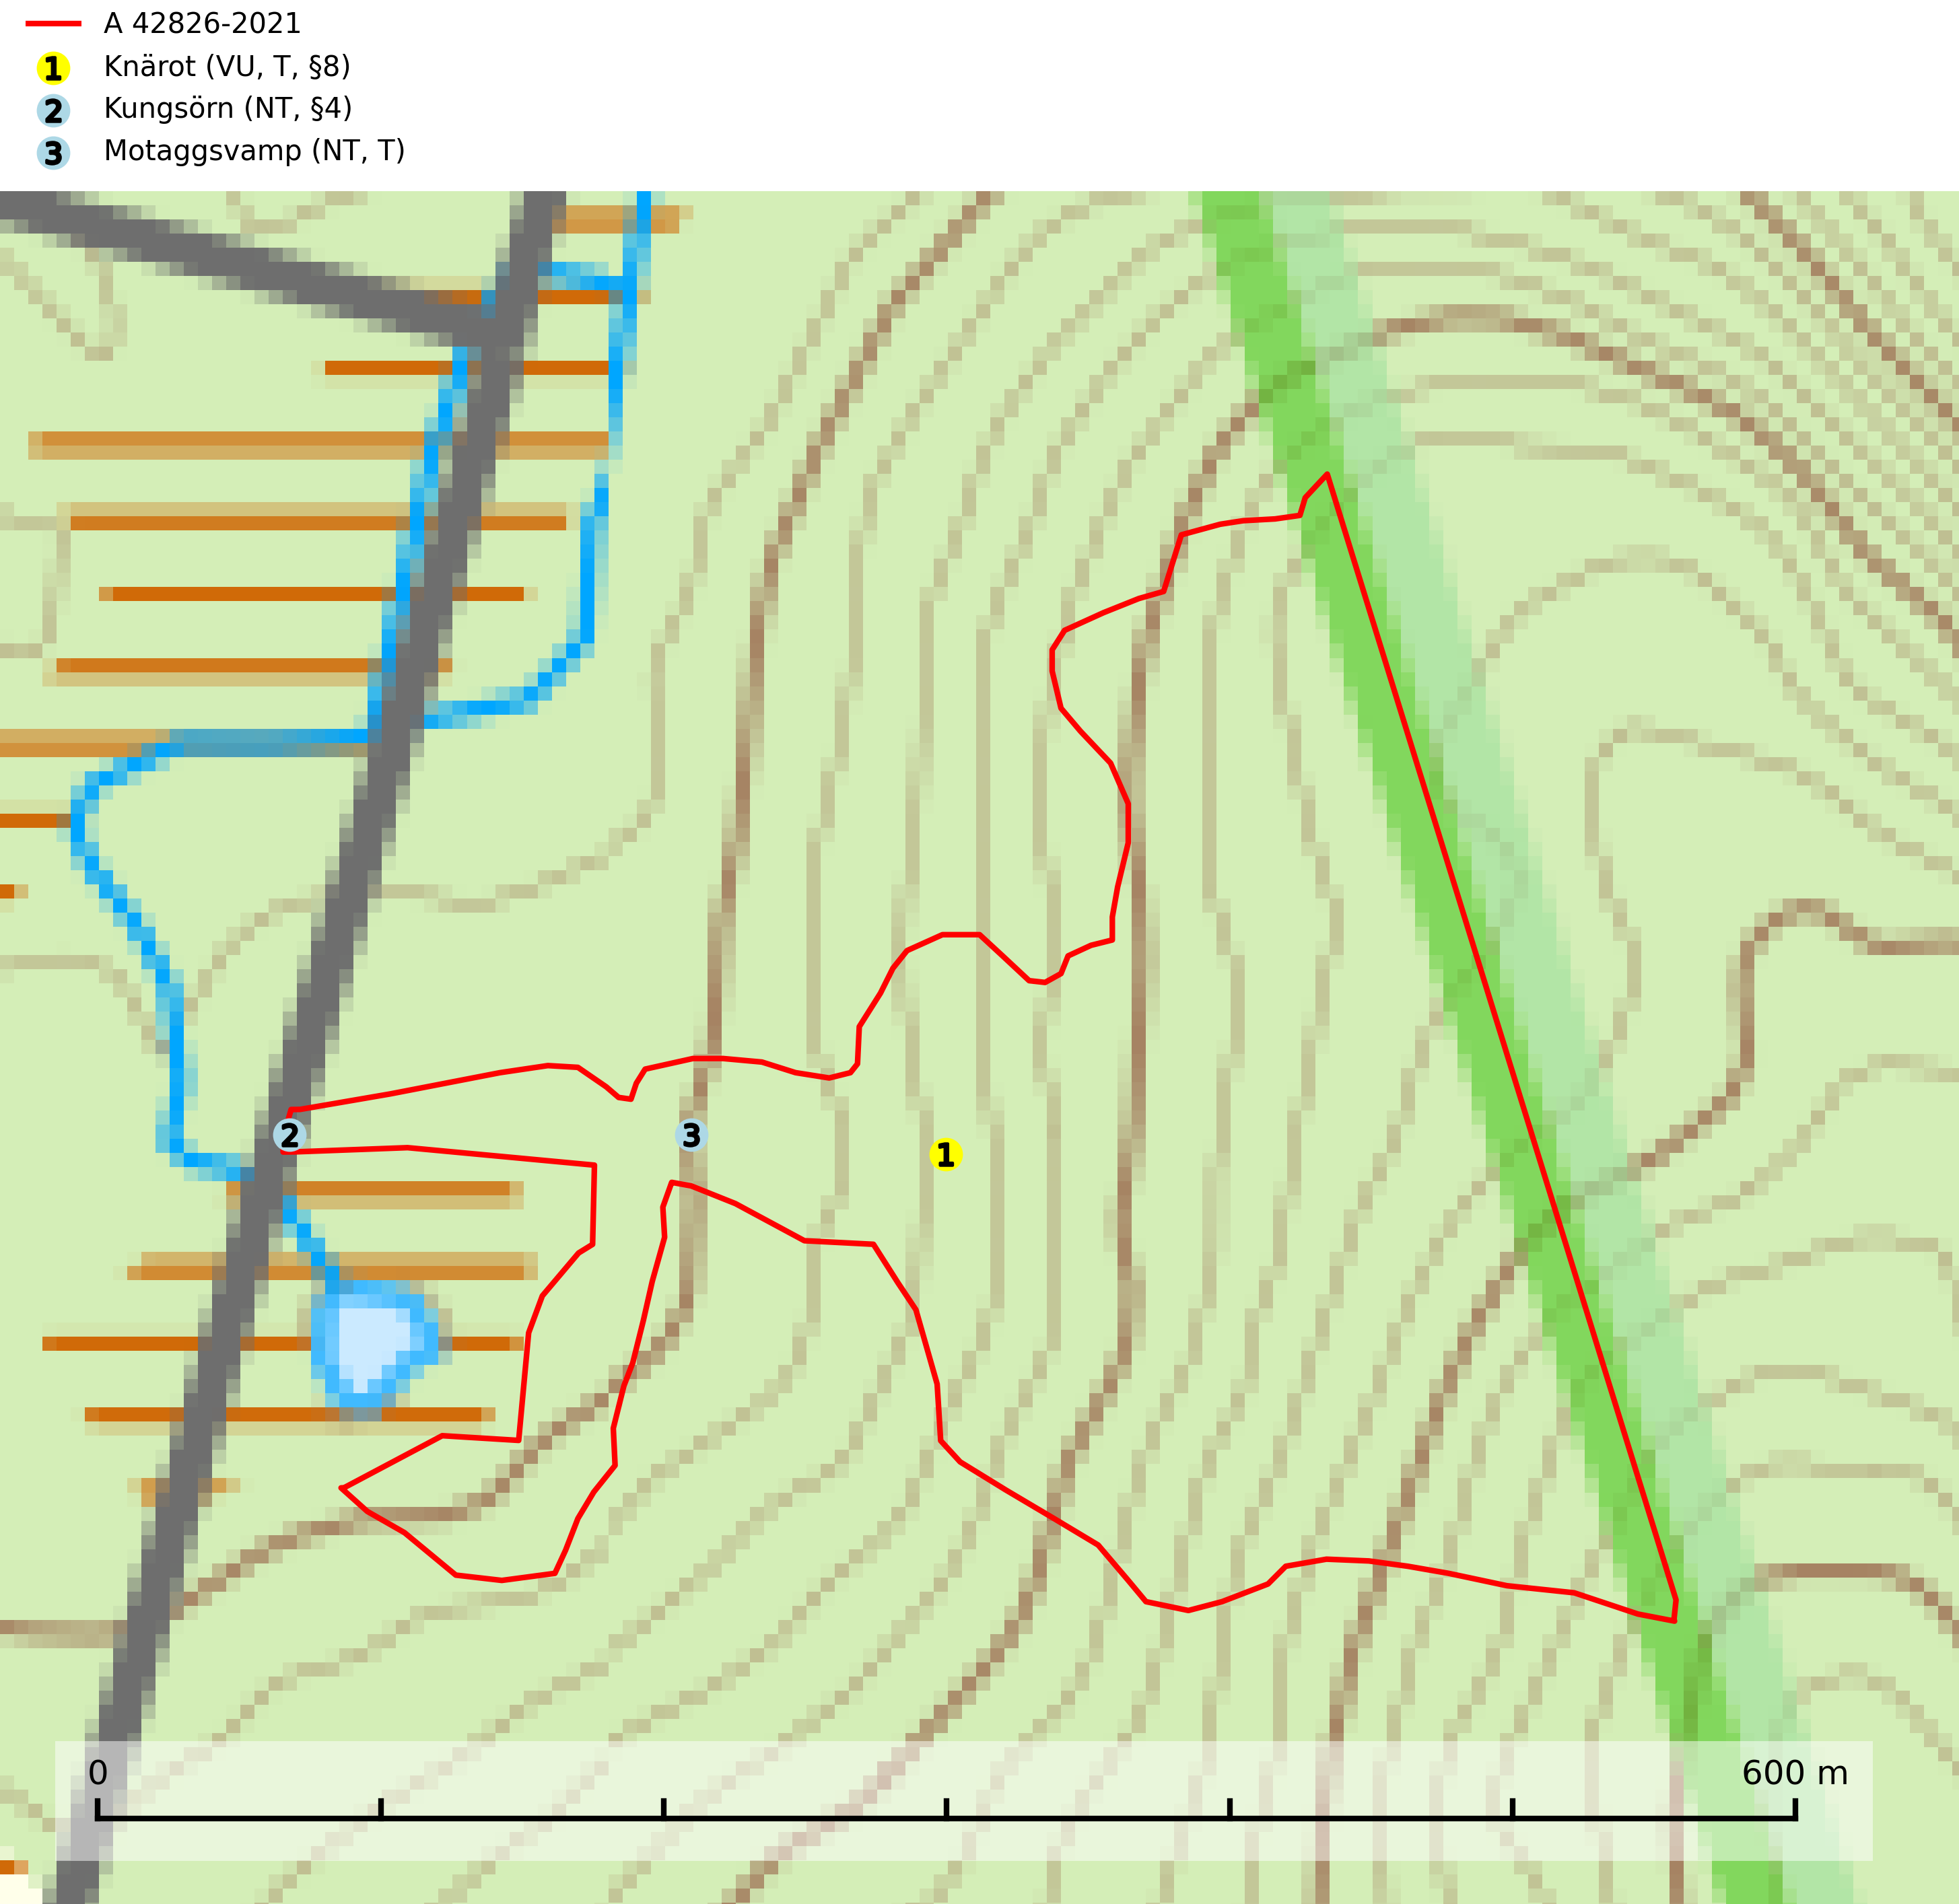 A 42826-2021
1 Knärot (VU, T, §8)
2 Kungsörn (NT, §4)
3 Motaggsvamp (NT, T)
2
3
1
0
600 m